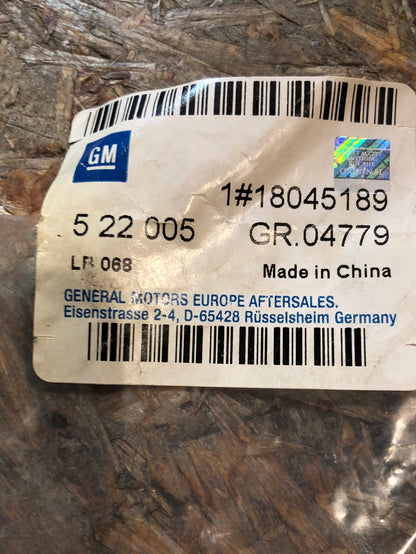 GM
1#18045189
5 22 005 GR.04779
LR 068 Made in China
GENERAL MOTORS EUROPE AFTERSALES.
Eisenstrasse 2-4, D-65428 Rüsselsheim Germany
ORIGINAL